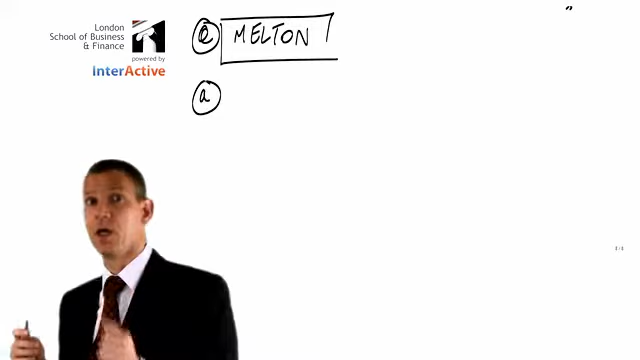 London
School of Business
& Finance
powered by
InterActive
MELTON
a